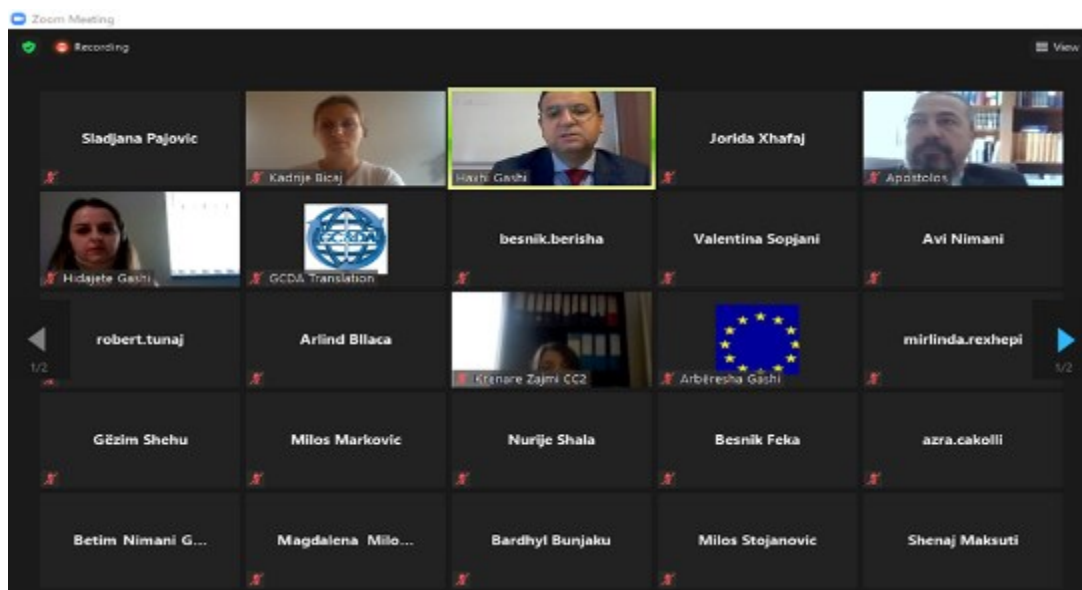 Zoom Meeting
Recording
View
Sladjana Pajovic
Kadrije Bicaj
Haxhi Gashi
Jorida Xhafaj
Apostolos
Hidajete Gashi
GCDA
GCDA Translation
besnik.berisha
Valentina Sopjani
Avi Nimani
robert.tunaj
Arlind Bllaca
Krenare Zajmi CC2
Arbëresha Gashi
mirlinda.rexhepi
1/2
1/2
Gëzim Shehu
Milos Markovic
Nurije Shala
Besnik Feka
azra.cakolli
Betim Nimani G...
Magdalena Milo...
Bardhyl Bunjaku
Milos Stojanovic
Shenaj Maksuti